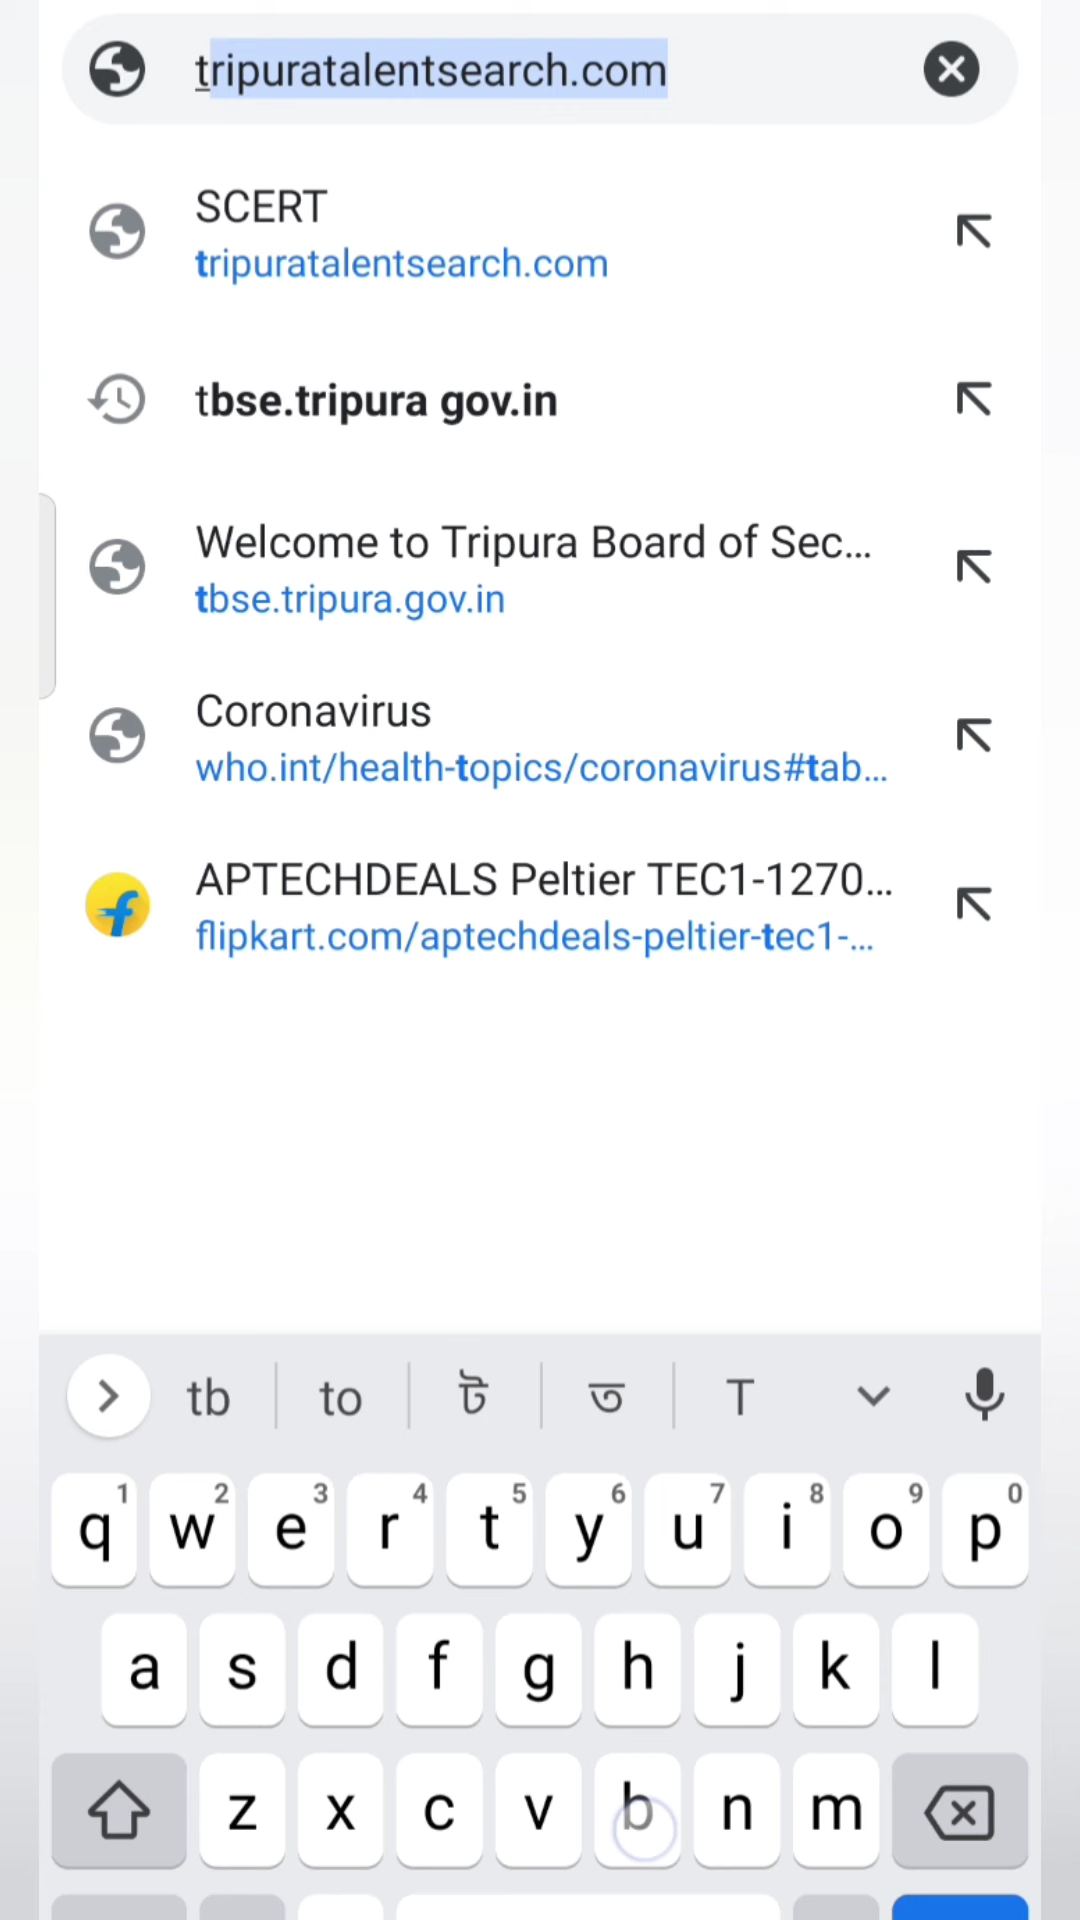 tripuratalentsearch.com
SCERT
tripuratalentsearch.com
tbse.tripura gov.in
Welcome to Tripura Board of Sec...
tbse.tripura.gov.in
Coronavirus
who.int/health-topics/coronavirus#tab...
APTECHDEALS Peltier TEC1-1270...
flipkart.com/aptechdeals-peltier-tec1-...
tb to ট ত T
1 2 3 4 5 6 7 8 9 0
q w e r t y u i o p
a s d f g h j k l
z x c v b n m